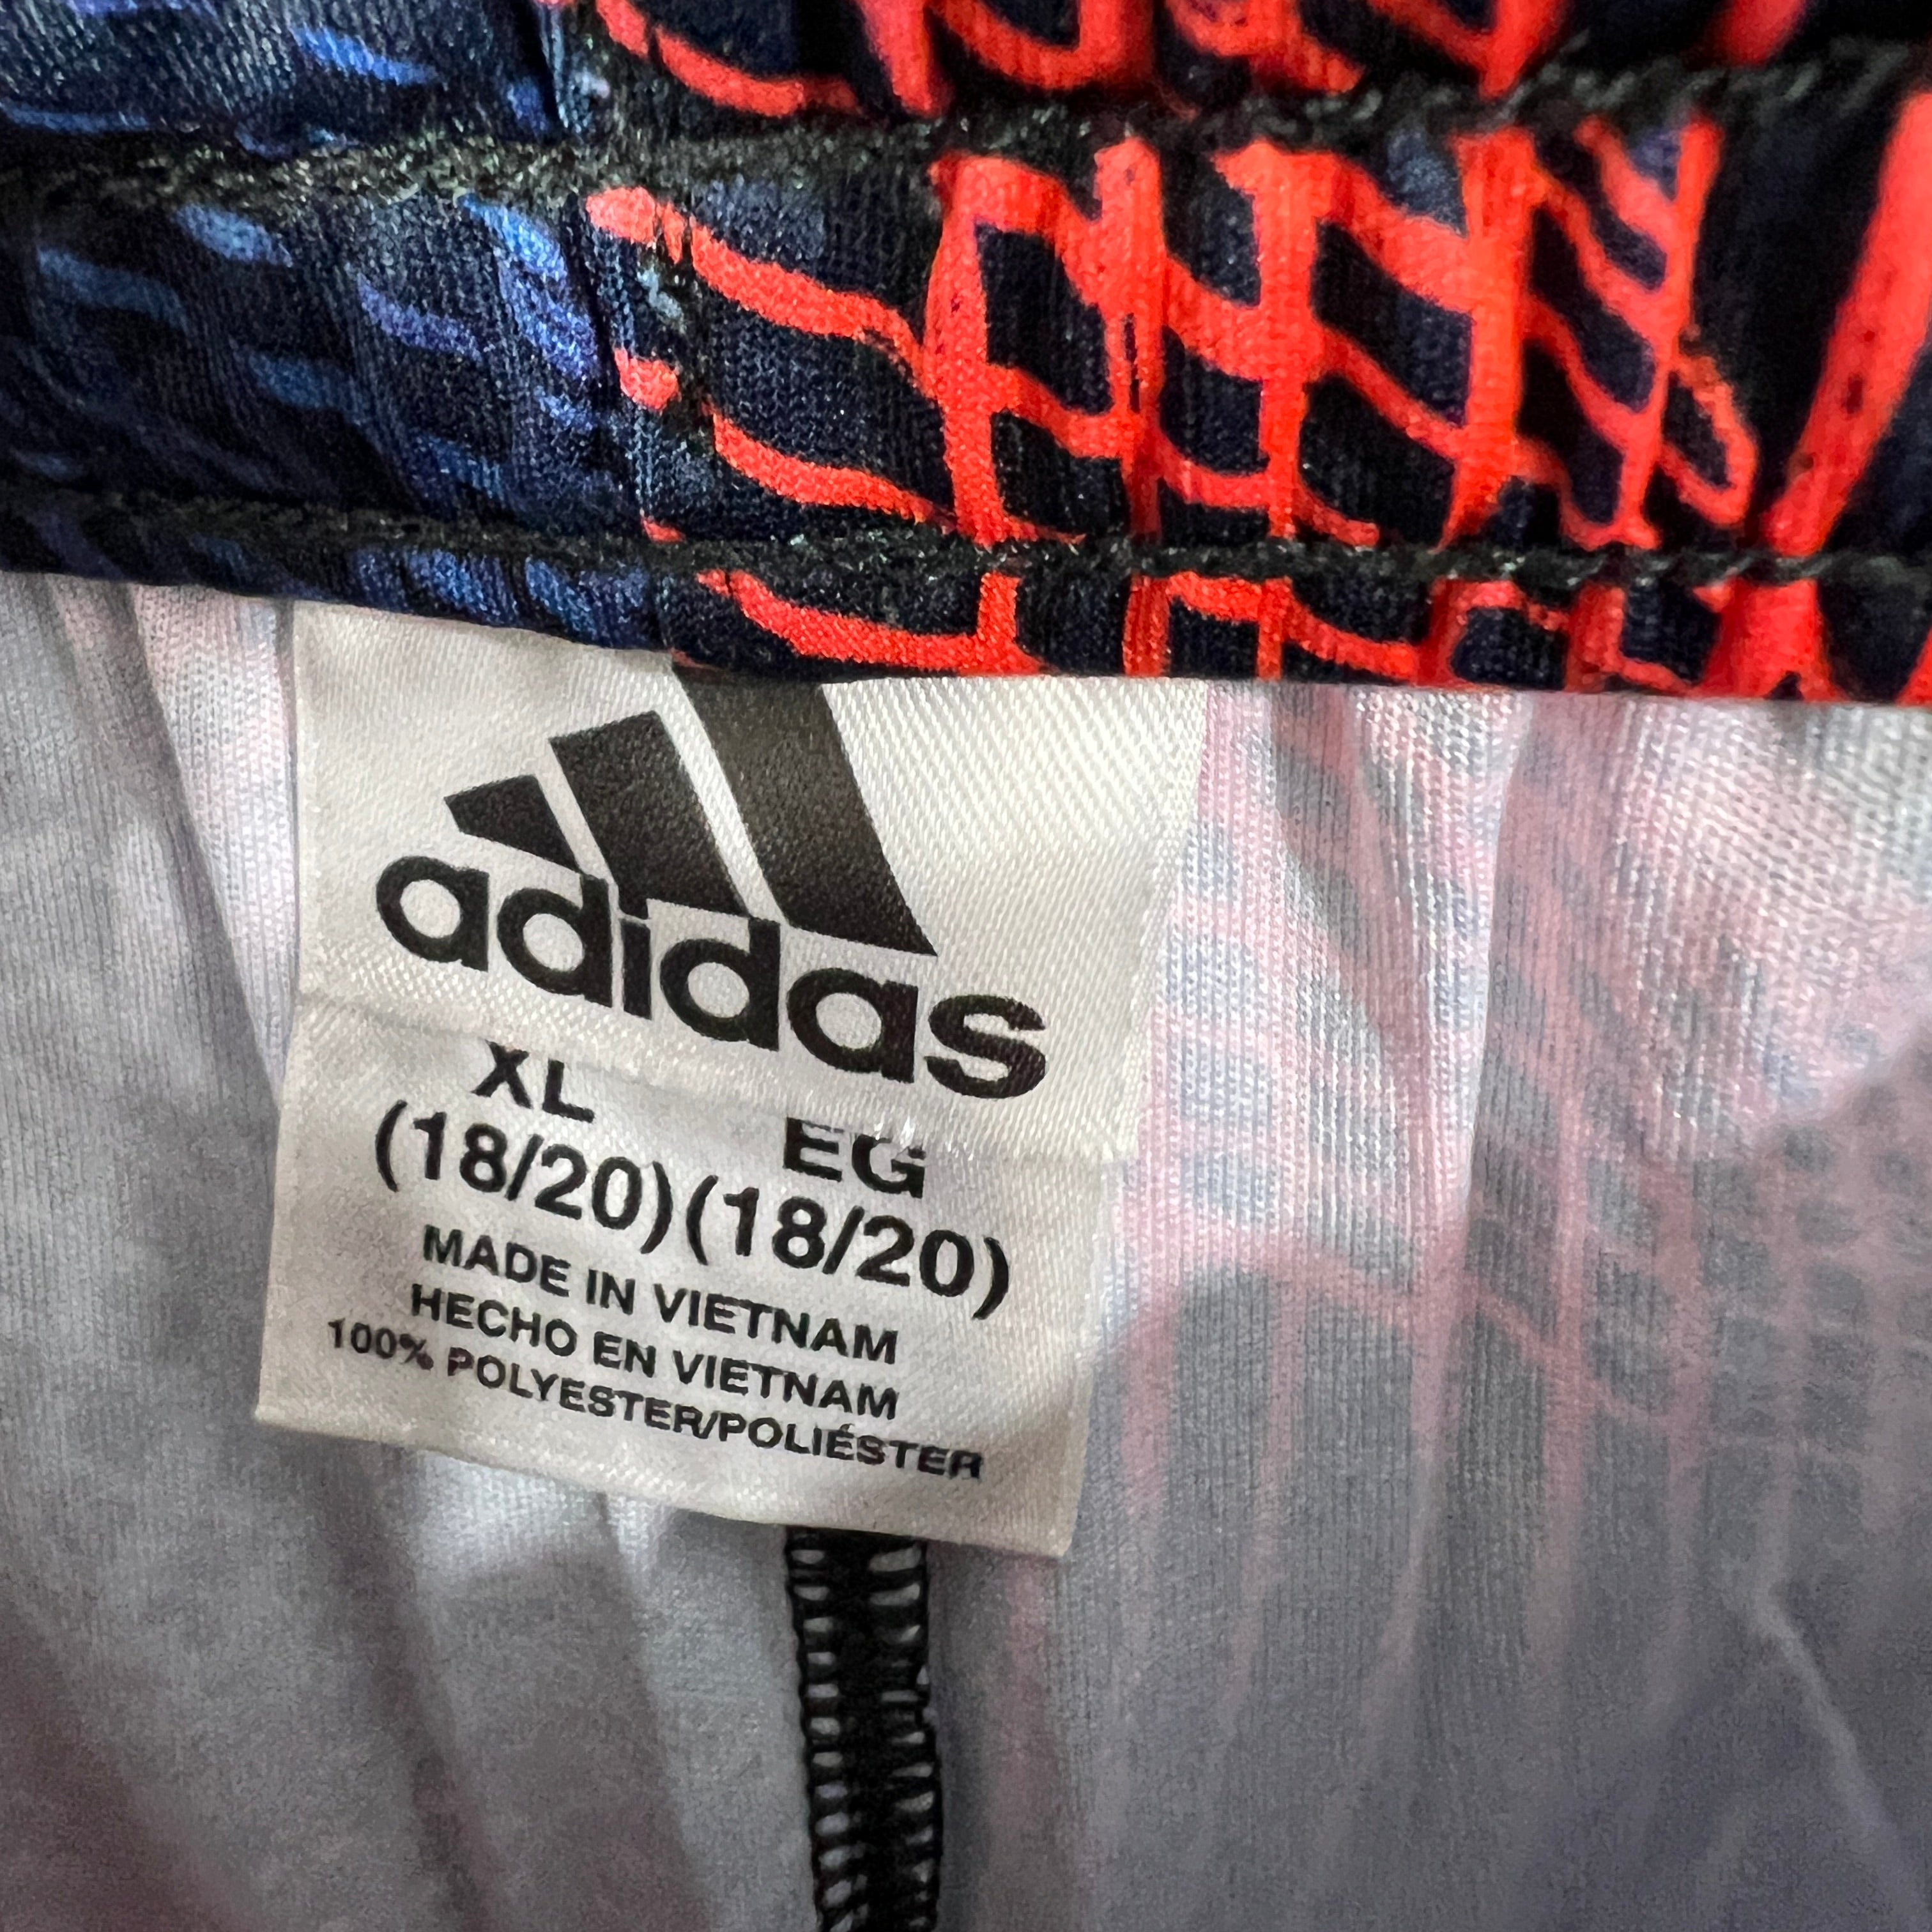 adidas
XL EG
(18/20)(18/20)
MADE IN VIETNAM
HECHO EN VIETNAM
100% POLYESTER/POLIÉSTER